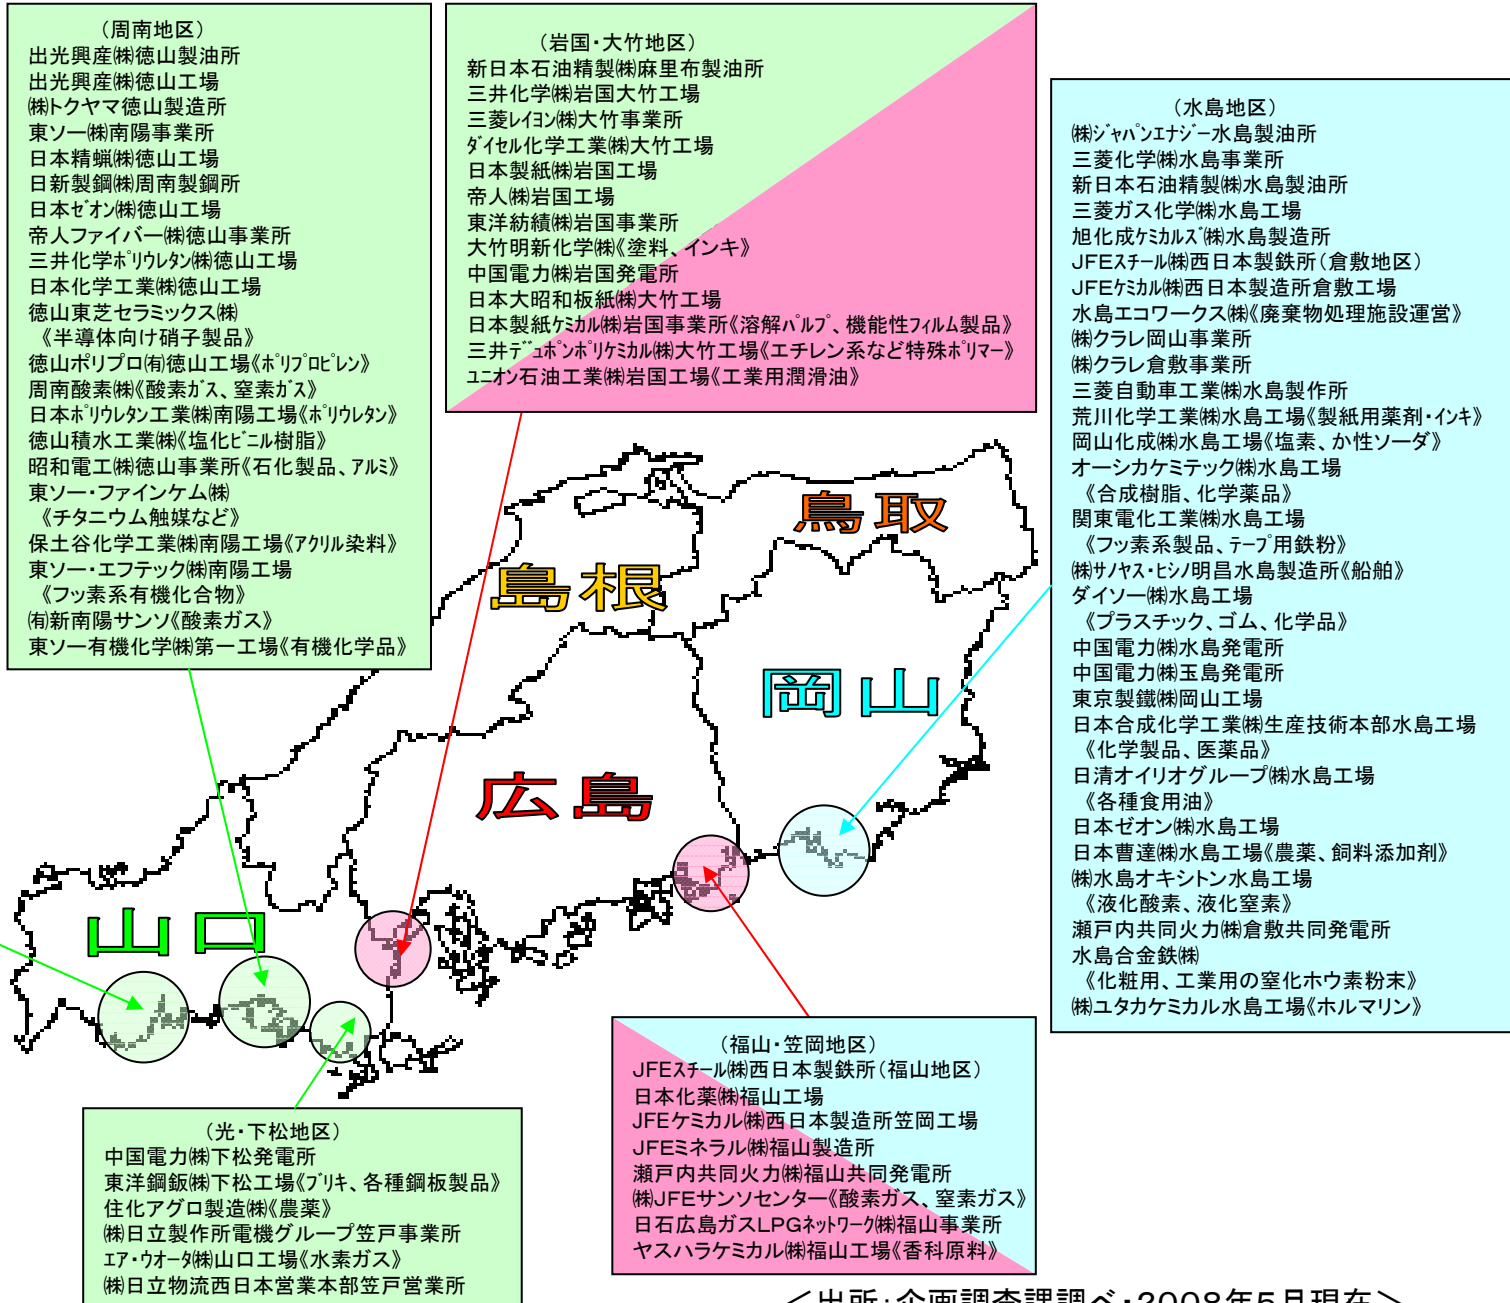 （周南地区）
出光興産㈱徳山製油所
出光興産㈱徳山工場
㈱トクヤマ徳山製造所
東ソー㈱南陽事業所
日本精蝋㈱徳山工場
日新製鋼㈱周南製鋼所
日本ｾﾞｵﾝ㈱徳山工場
帝人ファイバー㈱徳山事業所
三井化学ﾎﾟﾘｳﾚﾀﾝ㈱徳山工場
日本化学工業㈱徳山工場
徳山東芝セラミックス㈱
《半導体向け硝子製品》
徳山ポリプロ㈲徳山工場《ﾎﾟﾘﾌﾟﾛﾋﾟﾚﾝ》
周南酸素㈱《酸素ｶﾞｽ、窒素ｶﾞｽ》
日本ﾎﾟﾘｳﾚﾀﾝ工業㈱南陽工場《ﾎﾟﾘｳﾚﾀﾝ》
徳山積水工業㈱《塩化ﾋﾞﾆﾙ樹脂》
昭和電工㈱徳山事業所《石化製品、ｱﾙﾐ》
東ソー・ファインケム㈱
《チタニウム触媒など》
保土谷化学工業㈱南陽工場《ｱｸﾘﾙ染料》
東ソー・エフテック㈱南陽工場
《フッ素系有機化合物》
㈲新南陽サンソ《酸素ガス》
東ソー有機化学㈱第一工場《有機化学品》
（岩国・大竹地区）
新日本石油精製㈱麻里布製油所
三井化学㈱岩国大竹工場
三菱ﾚｲﾖﾝ㈱大竹事業所
ﾀﾞｲｾﾙ化学工業㈱大竹工場
日本製紙㈱岩国工場
帝人㈱岩国工場
東洋紡績㈱岩国事業所
大竹明新化学㈱《塗料、インキ》
中国電力㈱岩国発電所
日本大昭和板紙㈱大竹工場
日本製紙ｹﾐｶﾙ㈱岩国事業所《溶解ﾊﾟﾙﾌﾟ、機能性フィルム製品》
三井ﾃﾞｭﾎﾟﾝﾎﾟﾘｹﾐｶﾙ㈱大竹工場《エチレン系など特殊ﾎﾟﾘﾏｰ》
ﾕﾆｵﾝ石油工業㈱岩国工場《工業用潤滑油》
（水島地区）
㈱ｼﾞｬﾊﾟﾝｴﾅｼﾞｰ水島製油所
三菱化学㈱水島事業所
新日本石油精製㈱水島製油所
三菱ガス化学㈱水島工場
旭化成ｹﾐｶﾙｽﾞ㈱水島製造所
JFEｽﾁｰﾙ㈱西日本製鉄所（倉敷地区）
JFEｹﾐｶﾙ㈱西日本製造所倉敷工場
水島エコワークス㈱《廃棄物処理施設運営》
㈱クラレ岡山事業所
㈱クラレ倉敷事業所
三菱自動車工業㈱水島製作所
荒川化学工業㈱水島工場《製紙用薬剤・ｲﾝｷ》
岡山化成㈱水島工場《塩素、か性ソーダ》
オーシカケミテック㈱水島工場
《合成樹脂、化学薬品》
関東電化工業㈱水島工場
《フッ素系製品、ﾃｰﾌﾟ用鉄粉》
㈱ｻﾉﾔｽ・ﾋｼﾉ明昌水島製造所《船舶》
ダイソー㈱水島工場
《プラスチック、ゴム、化学品》
中国電力㈱水島発電所
中国電力㈱玉島発電所
東京製鐵㈱岡山工場
日本合成化学工業㈱生産技術本部水島工場
《化学製品、医薬品》
日清オイリオグループ㈱水島工場
《各種食用油》
日本ゼオン㈱水島工場
日本曹達㈱水島工場《農薬、飼料添加剤》
㈱水島オキシトン水島工場
《液化酸素、液化窒素》
瀬戸内共同火力㈱倉敷共同発電所
水島合金鉄㈱
《化粧用、工業用の窒化ホウ素粉末》
㈱ユタカケミカル水島工場《ホルマリン》
鳥取
島根
岡山
広島
山口
（福山・笠岡地区）
JFEｽﾁｰﾙ㈱西日本製鉄所（福山地区）
日本化薬㈱福山工場
JFEケミカル㈱西日本製造所笠岡工場
JFEミネラル㈱福山製造所
瀬戸内共同火力㈱福山共同発電所
㈱JFEサンソセンター《酸素ガス、窒素ガス》
日石広島ガスLPGﾈｯﾄﾜｰｸ㈱福山事業所
ヤスハラケミカル㈱福山工場《香料原料》
（光・下松地区）
中国電力㈱下松発電所
東洋鋼鈑㈱下松工場《ﾌﾞﾘｷ、各種鋼板製品》
住化アグロ製造㈱《農薬》
㈱日立製作所電機グループ笠戸事業所
ｴｱ・ｳｵｰﾀ㈱山口工場《水素ガス》
㈱日立物流西日本営業本部笠戸営業所
＜出所：企画調査課調べ・2008年5月現在＞